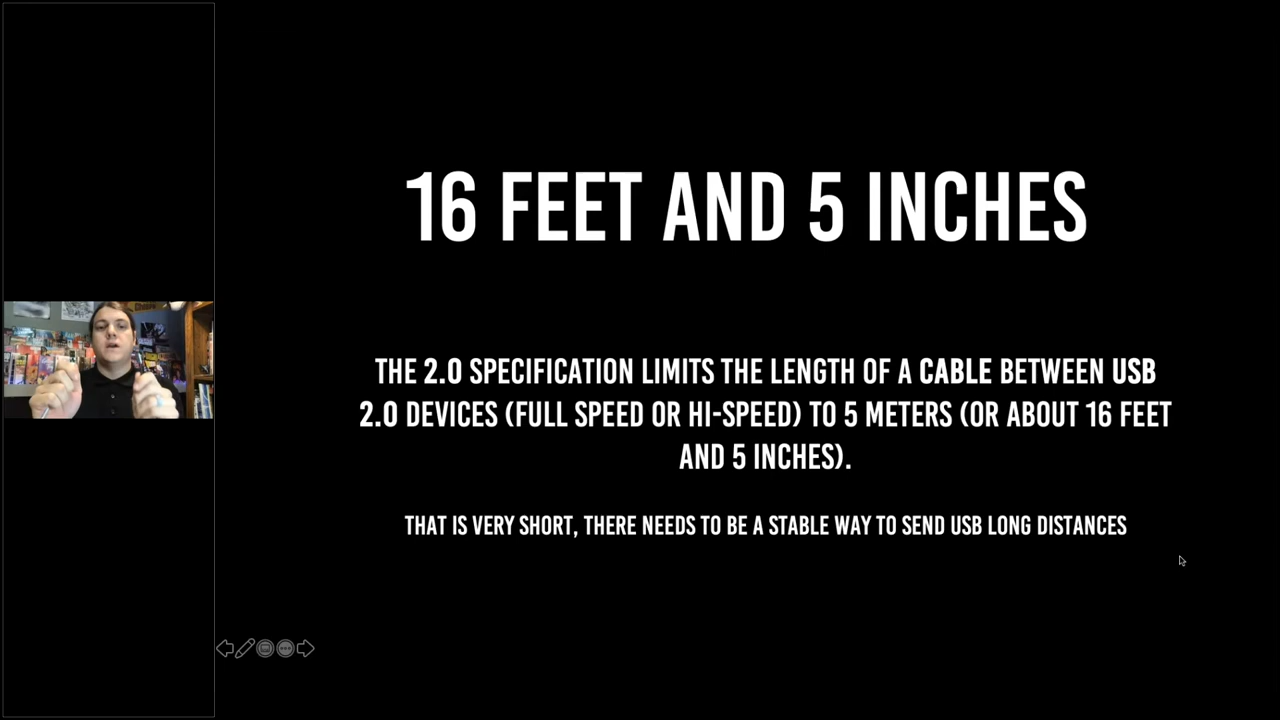 16 FEET AND 5 INCHES
THE 2.0 SPECIFICATION LIMITS THE LENGTH OF A CABLE BETWEEN USB
2.0 DEVICES (FULL SPEED OR HI-SPEED) TO 5 METERS (OR ABOUT 16 FEET
AND 5 INCHES).
THAT IS VERY SHORT, THERE NEEDS TO BE A STABLE WAY TO SEND USB LONG DISTANCES